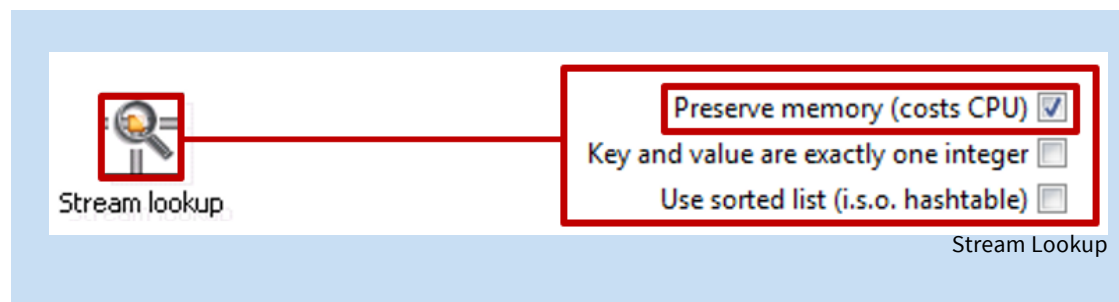 Preserve memory (costs CPU)
Key and value are exactly one integer
Stream lookup
Use sorted list (i.s.o. hashtable)
Stream Lookup